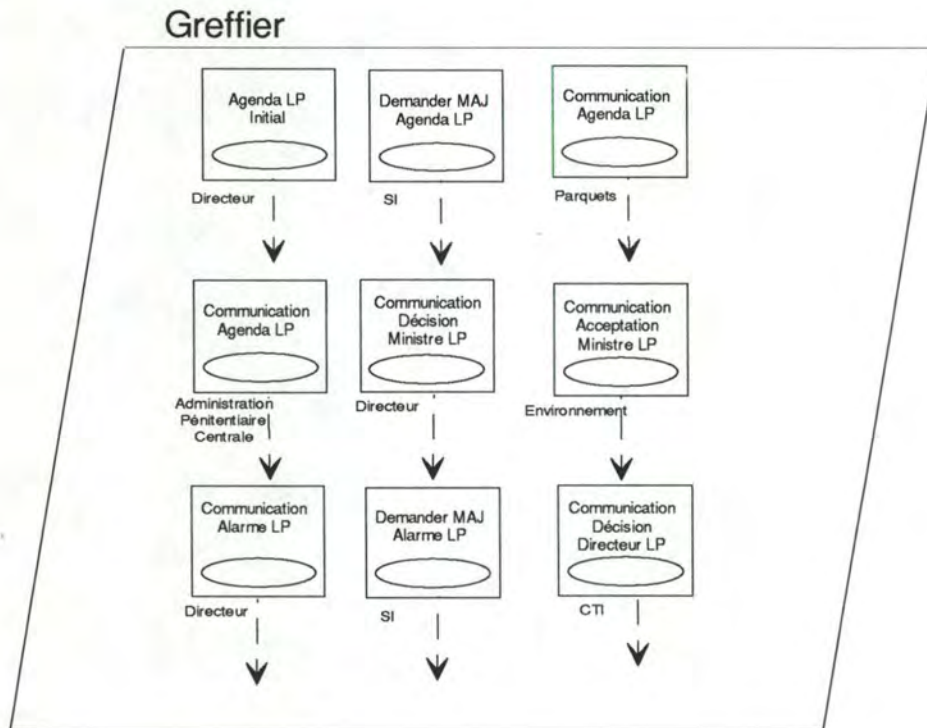 Greffier
Agenda LP
Initial
Demander MAJ
Agenda LP
Communication
Agenda LP
Directeur
SI
Parquets
Communication
Agenda LP
Communication
Décision
Ministre LP
Communication
Acceptation
Ministre LP
Administration
Pénitentiaire
Centrale
Directeur
Environnement
Communication
Alarme LP
Demander MAJ
Alarme LP
Communication
Décision
Directeur LP
Directeur
SI
CTI